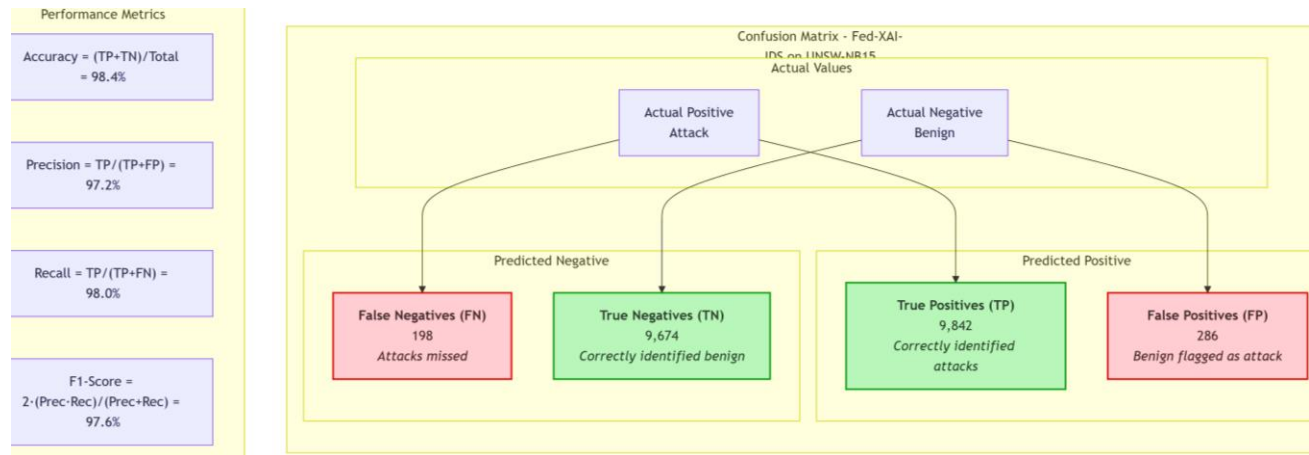 Performance Metrics
Accuracy = (TP+TN)/Total
= 98.4%
Precision = TP/(TP+FP) =
97.2%
Recall = TP/(TP+FN) =
98.0%
F1-Score =
2·(Prec·Rec)/(Prec+Rec) =
97.6%
Confusion Matrix - Fed-XAI-
IDS on UNSW-NB15
Actual Values
Actual Positive
Attack
Actual Negative
Benign
Predicted Negative
False Negatives (FN)
198
Attacks missed
True Negatives (TN)
9,674
Correctly identified benign
Predicted Positive
True Positives (TP)
9,842
Correctly identified
attacks
False Positives (FP)
286
Benign flagged as attack